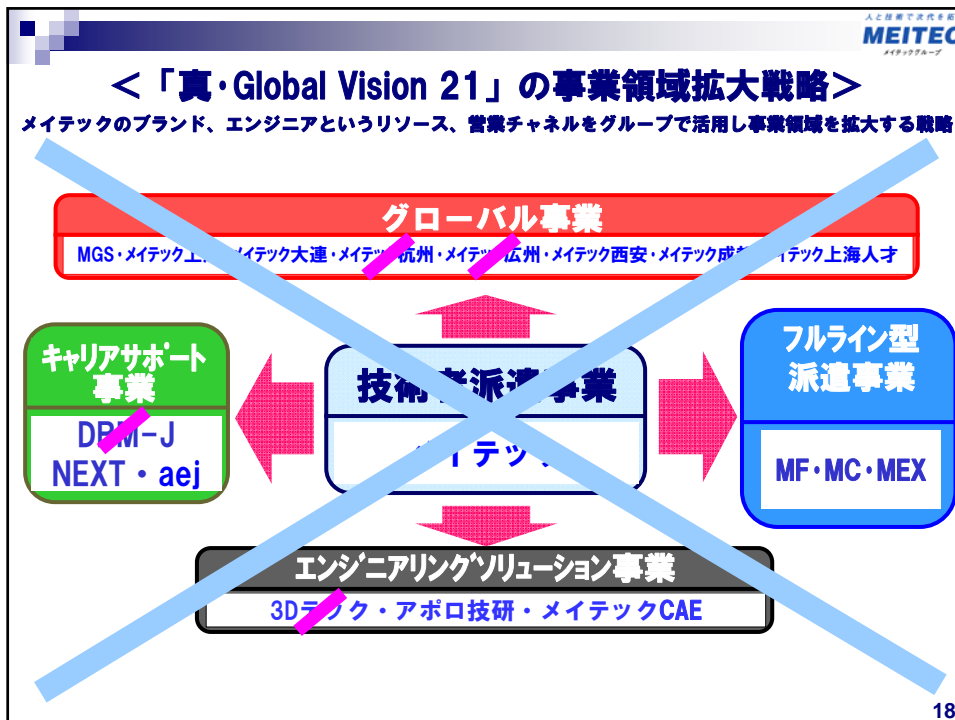 人と技術で次代を拓
MEITEC
メイテックグループ
＜「真・Global Vision 21」の事業領域拡大戦略＞
メイテックのブランド、エンジニアというリソース、営業チャネルをグループで活用し事業領域を拡大する戦略
グローバル事業
MGS・メイテック上 イテック大連・メイテッ 杭州・メイテッ 広州・メイテック西安・メイテック成 イテック上海人才
キャリアサポート
事業
DBM-J
NEXT・aej
技術者派遣事業
メイテック
フルライン型
派遣事業
MF・MC・MEX
エンジニアリングソリューション事業
3Dテック・アポロ技研・メイテックCAE
18